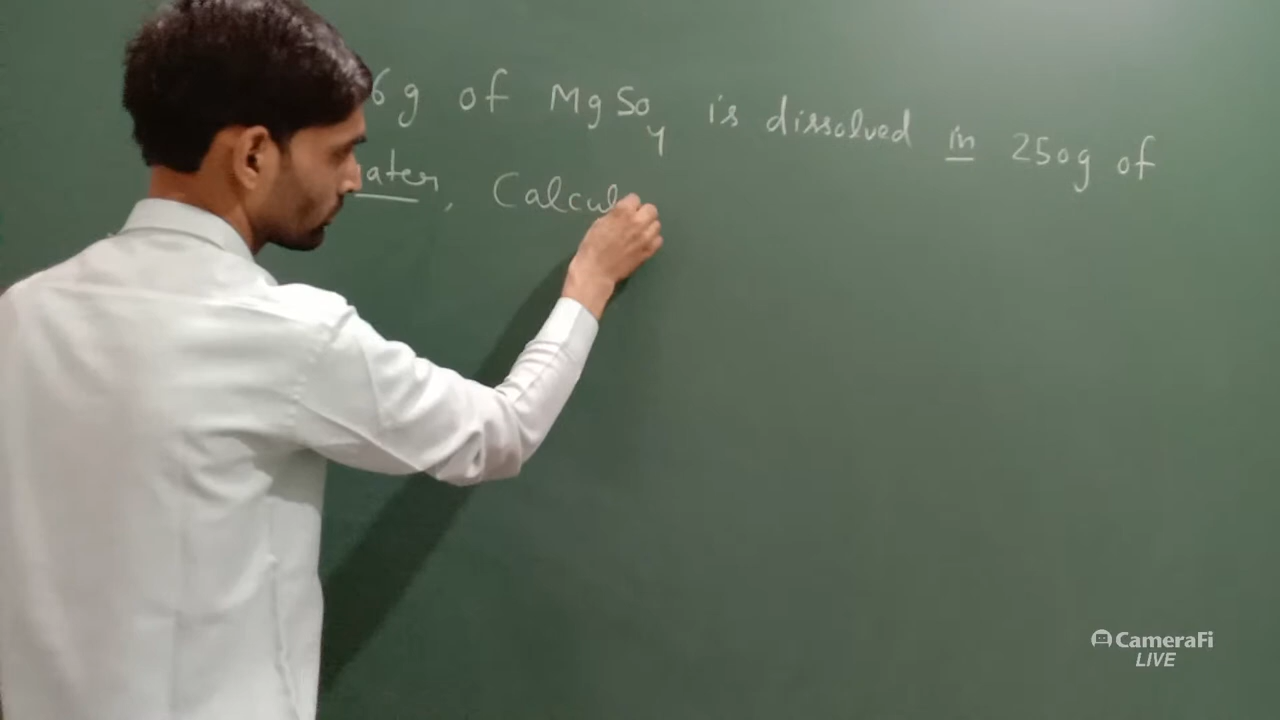 6g of MgSo4 is dissolved in 250g of
ater, Calcul
CameraFi
LIVE